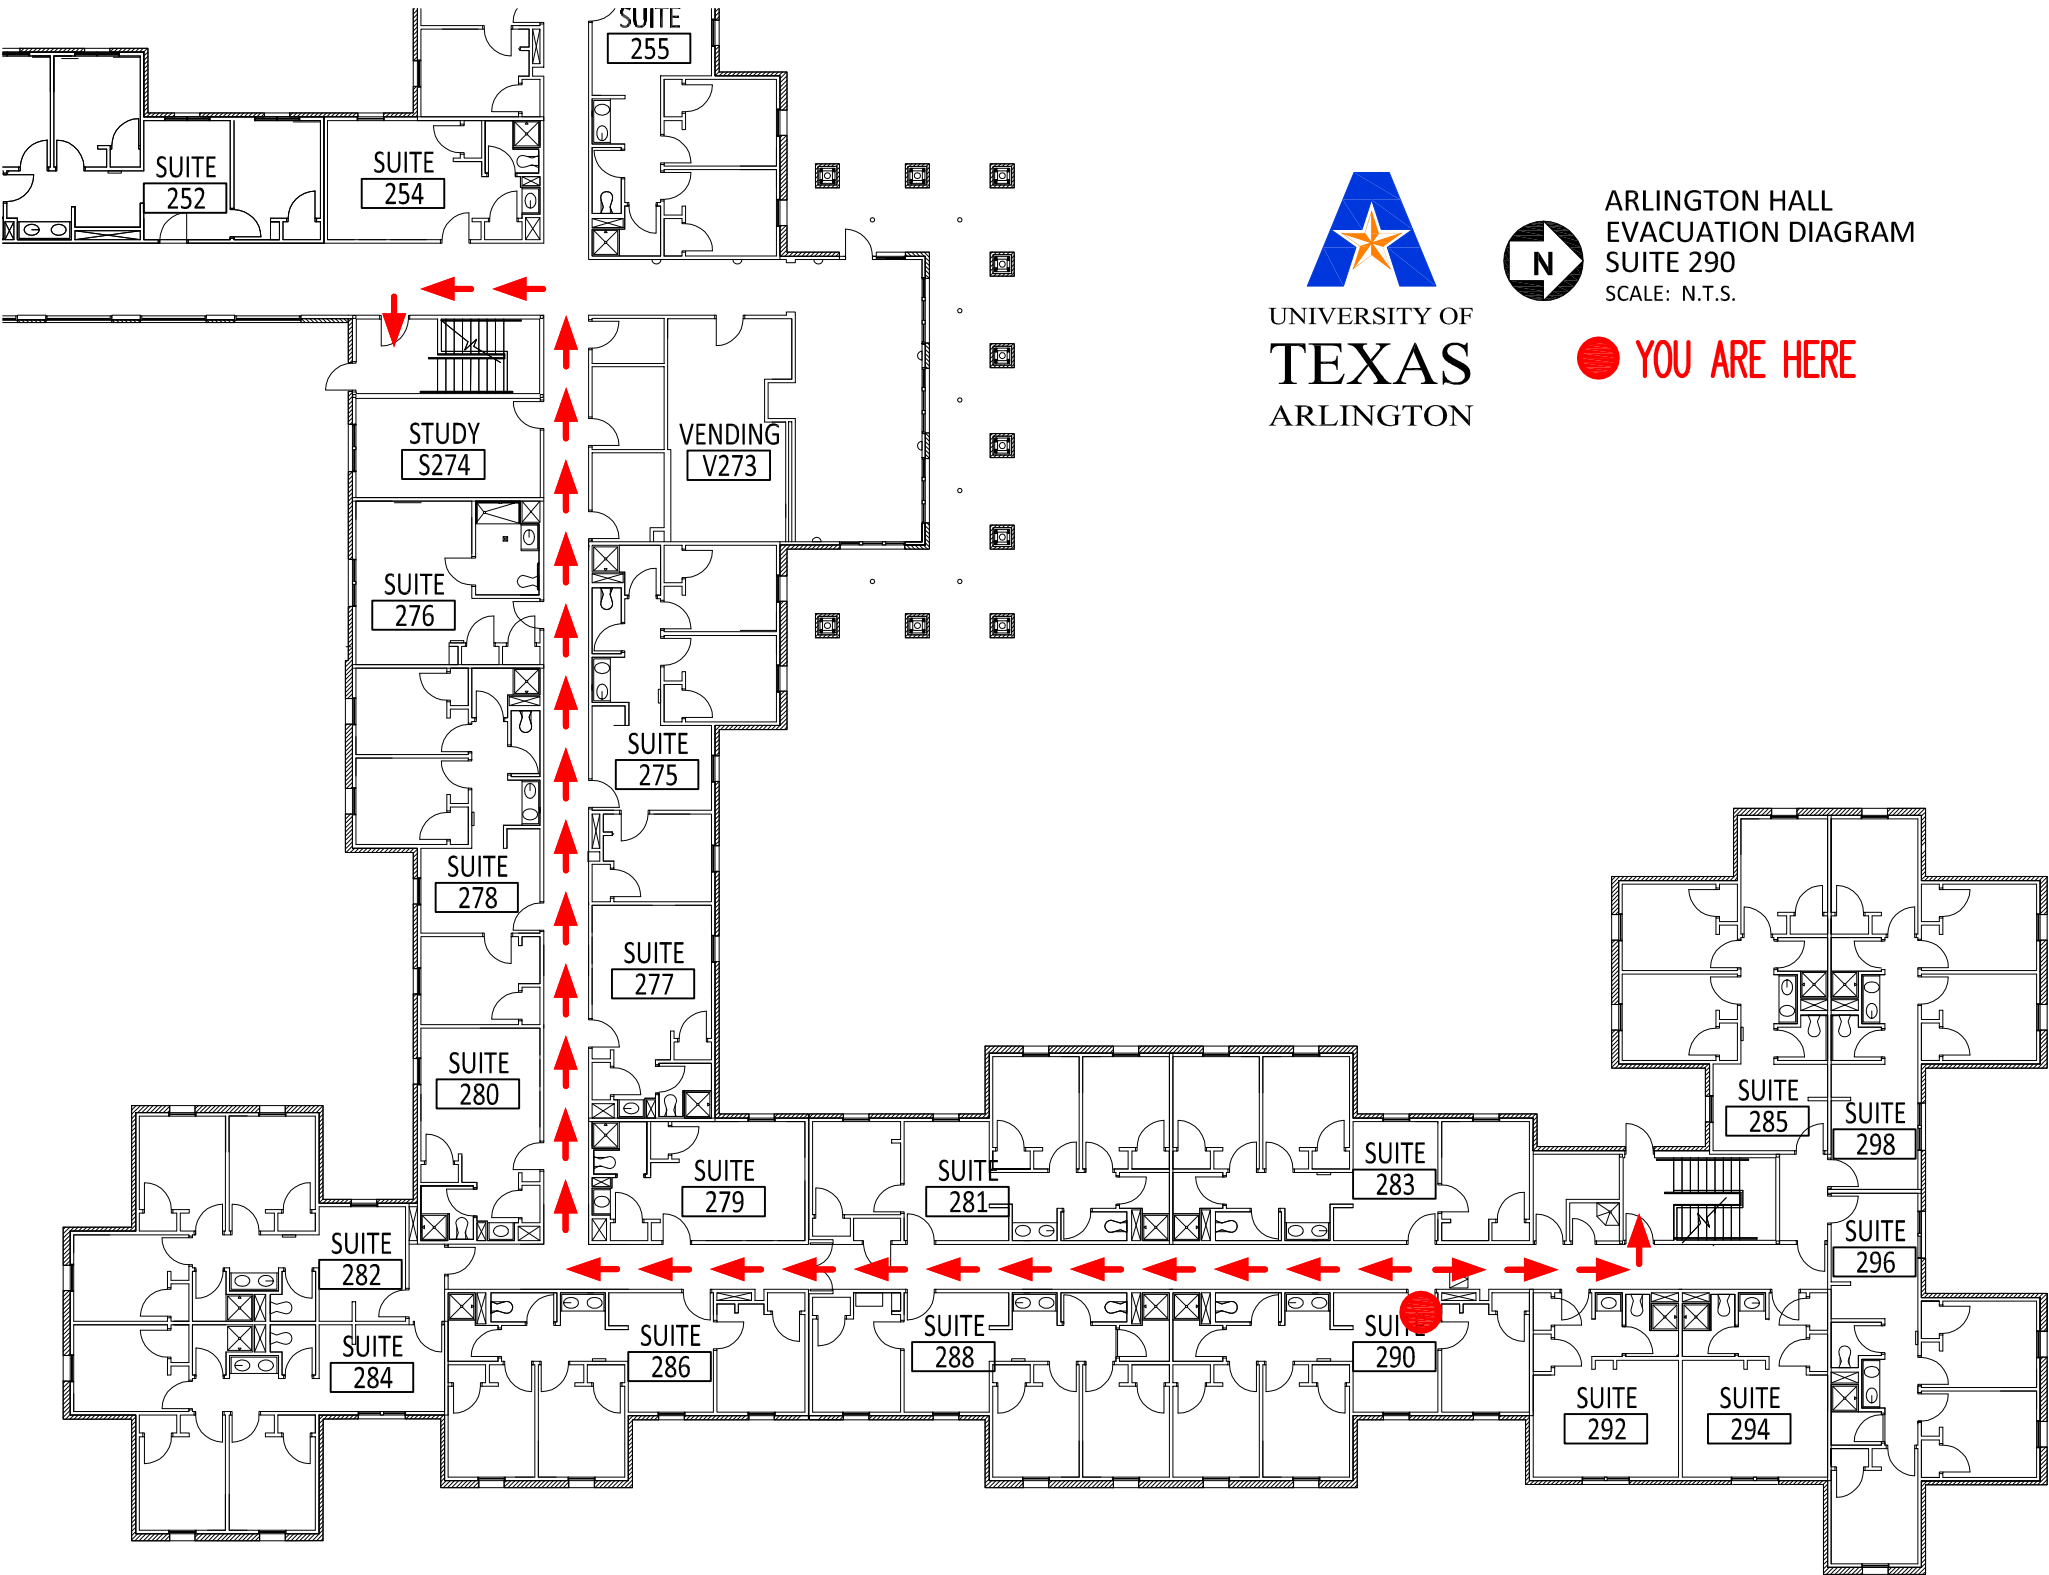 SUITE
255
SUITE
252
SUITE
254
ARLINGTON HALL
EVACUATION DIAGRAM
SUITE 290
SCALE: N.T.S.
N
YOU ARE HERE
UNIVERSITY OF
TEXAS
ARLINGTON
STUDY
S274
VENDING
V273
SUITE
276
SUITE
275
SUITE
278
SUITE
277
SUITE
280
SUITE
279
SUITE
281
SUITE
283
SUITE
285
SUITE
298
SUITE
282
SUITE
296
SUITE
284
SUITE
286
SUITE
288
SUITE
290
SUITE
292
SUITE
294